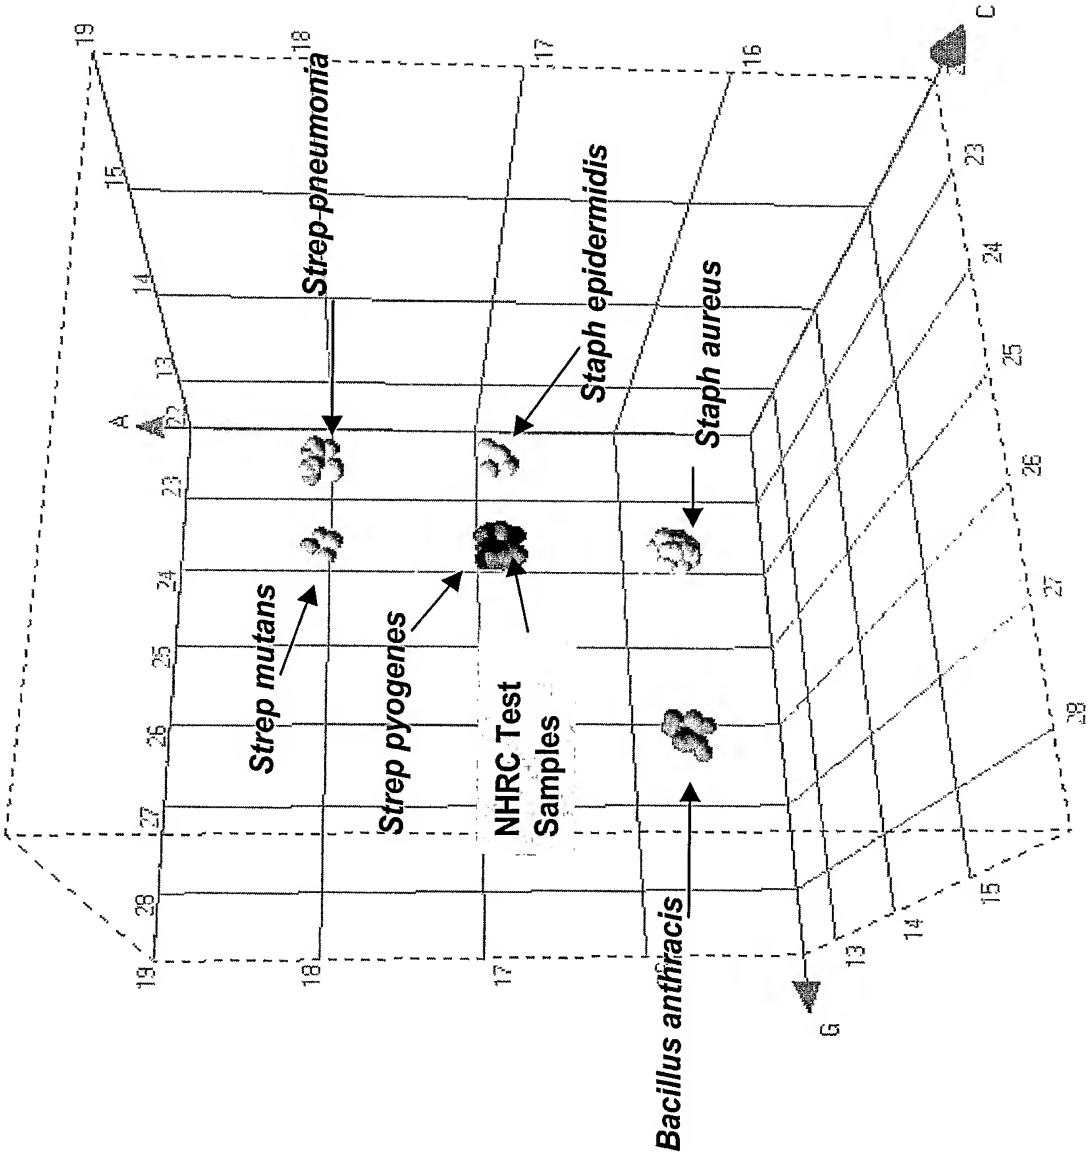 19
15
14
13
22
A
23
24
25
26
27
28
19
Strep mutans
Strep pneumonia
18
18
Strep pyogenes
NHRC Test
Samples
Staph epidermidis
17
17
Bacillus anthracis
Staph aureus
16
G
13
14
15
C
23
24
25
26
27
28